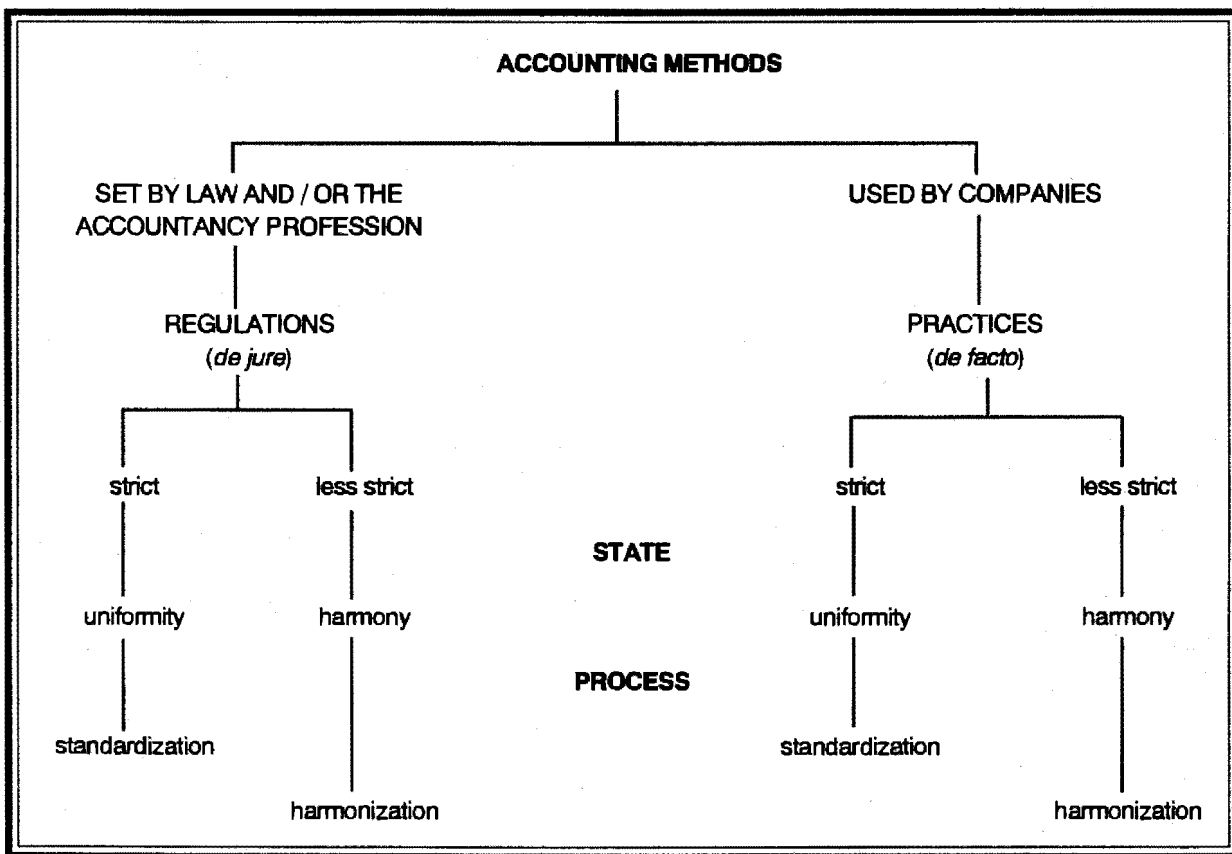 ACCOUNTING METHODS
SET BY LAW AND / OR THE
ACCOUNTANCY PROFESSION
USED BY COMPANIES
REGULATIONS
(de jure)
PRACTICES
(de facto)
strict
less strict
strict
less strict
STATE
uniformity
harmony
uniformity
harmony
PROCESS
standardization
standardization
harmonization
harmonization